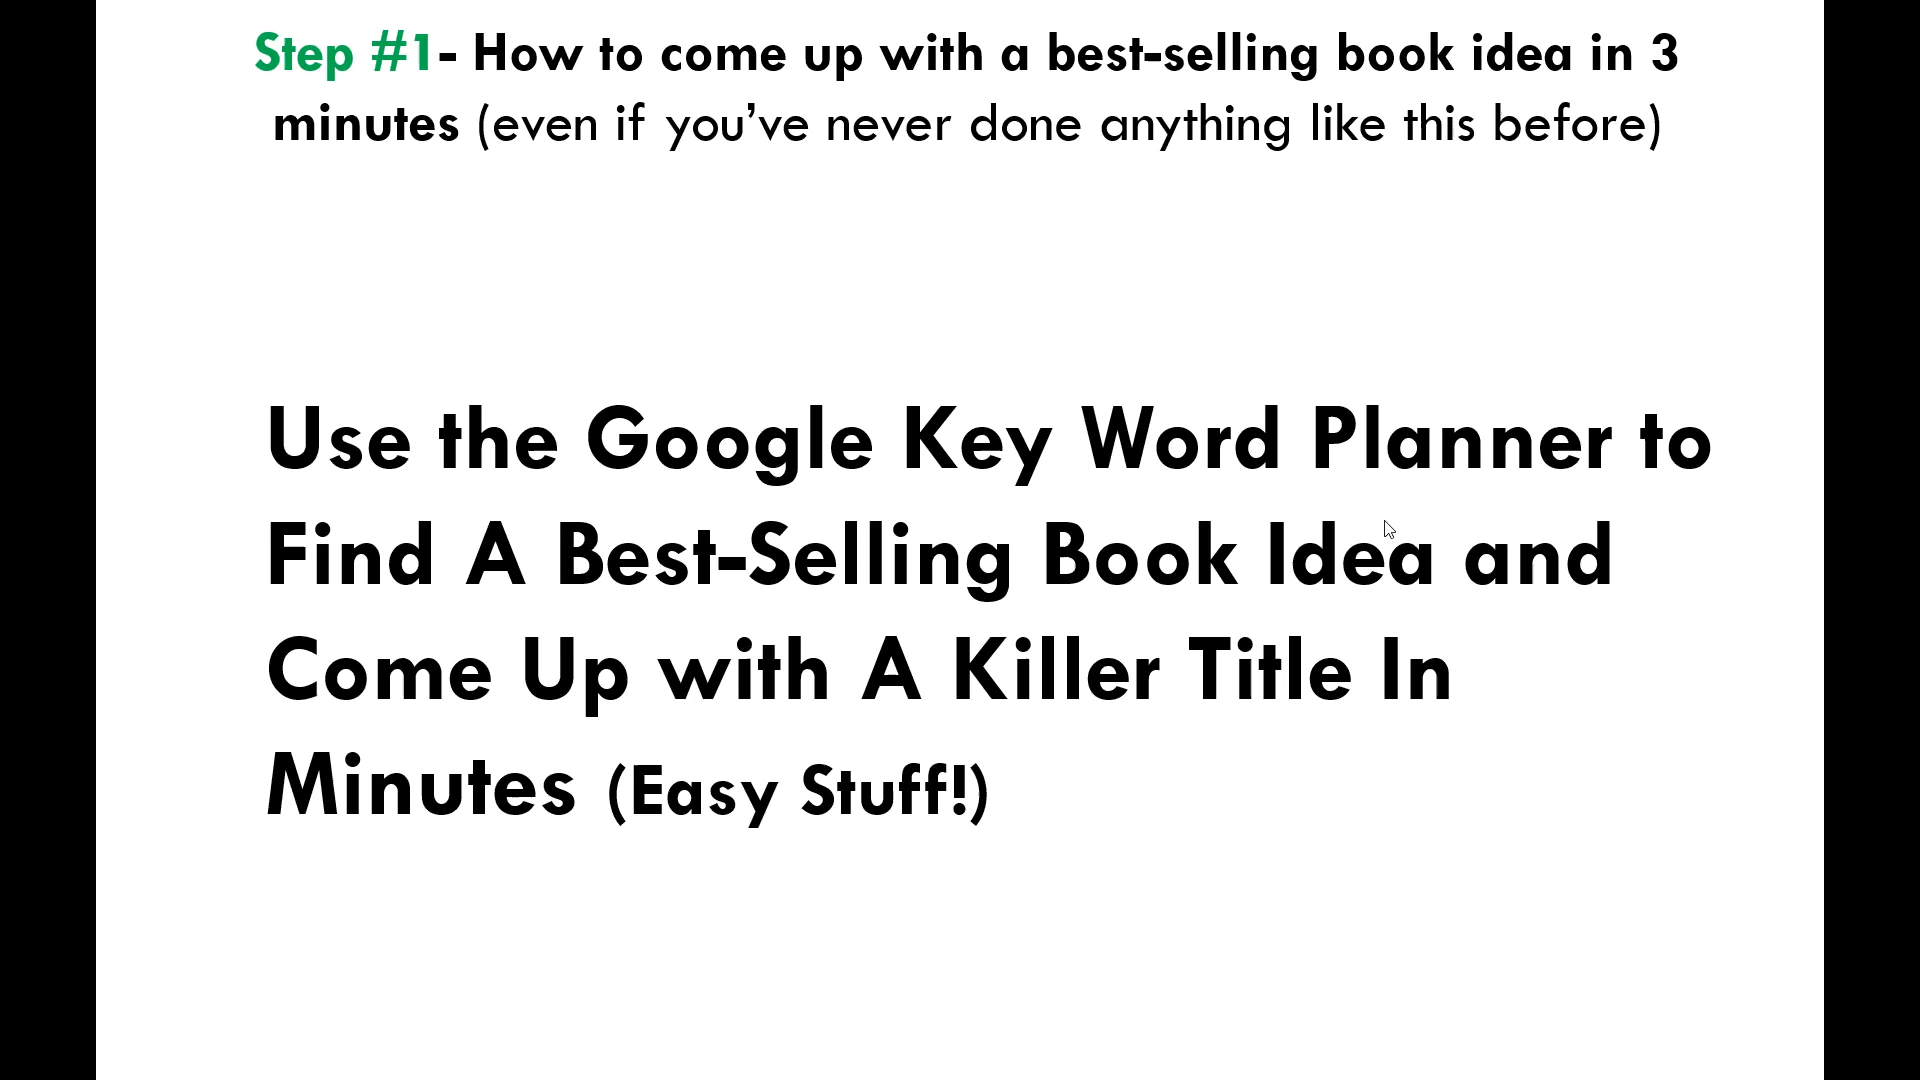 Step #1- How to come up with a best-selling book idea in 3
minutes (even if you’ve never done anything like this before)
Use the Google Key Word Planner to
Find A Best-Selling Book Idea and
Come Up with A Killer Title In
Minutes (Easy Stuff!)